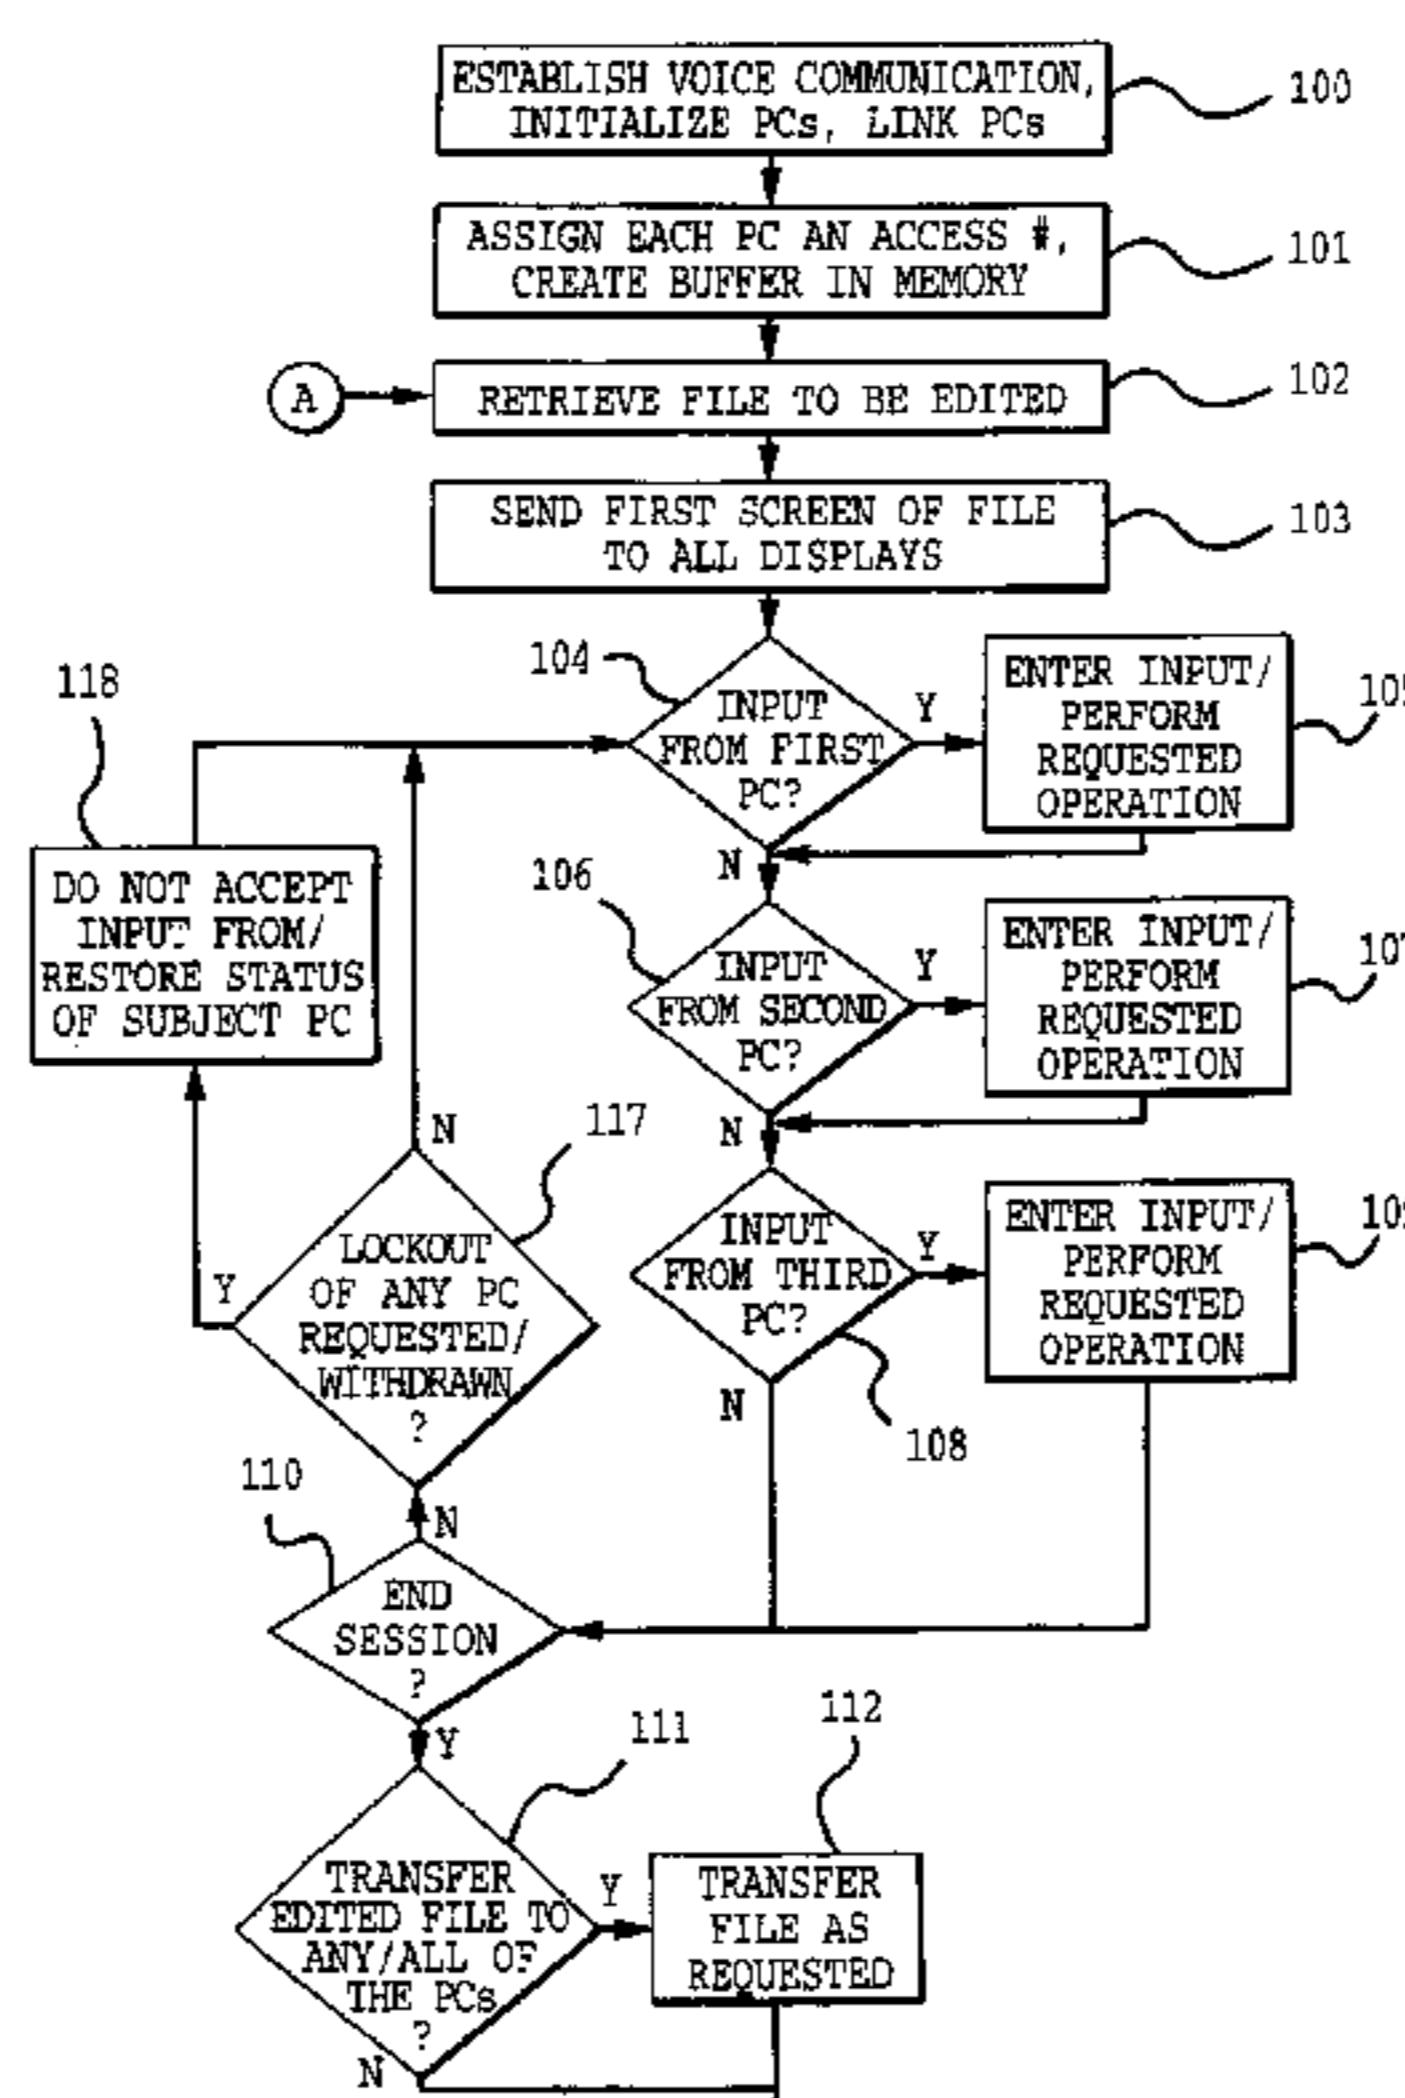 ESTABLISH VOICE COMMUNICATION,
INITIALIZE PCs, LINK PCs
100
ASSIGN EACH PC AN ACCESS #,
CREATE BUFFER IN MEMORY
101
A
RETRIEVE FILE TO BE EDITED
102
SEND FIRST SCREEN OF FILE
TO ALL DISPLAYS
103
104
INPUT
FROM FIRST
PC?
Y
N
ENTER INPUT/
PERFORM
REQUESTED
OPERATION
118
DO NOT ACCEPT
INPUT FROM/
RESTORE STATUS
OF SUBJECT PC
106
INPUT
FROM SECOND
PC?
Y
N
ENTER INPUT/
PERFORM
REQUESTED
OPERATION
117
N
Y
LOCKOUT
OF ANY PC
REQUESTED/
WITHDRAWN
?
INPUT
FROM THIRD
PC?
Y
N
108
ENTER INPUT/
PERFORM
REQUESTED
OPERATION
110
N
END
SESSION
?
Y
111
TRANSFER
EDITED FILE TO
ANY/ALL OF
THE PCs
?
Y
N
112
TRANSFER
FILE AS
REQUESTED